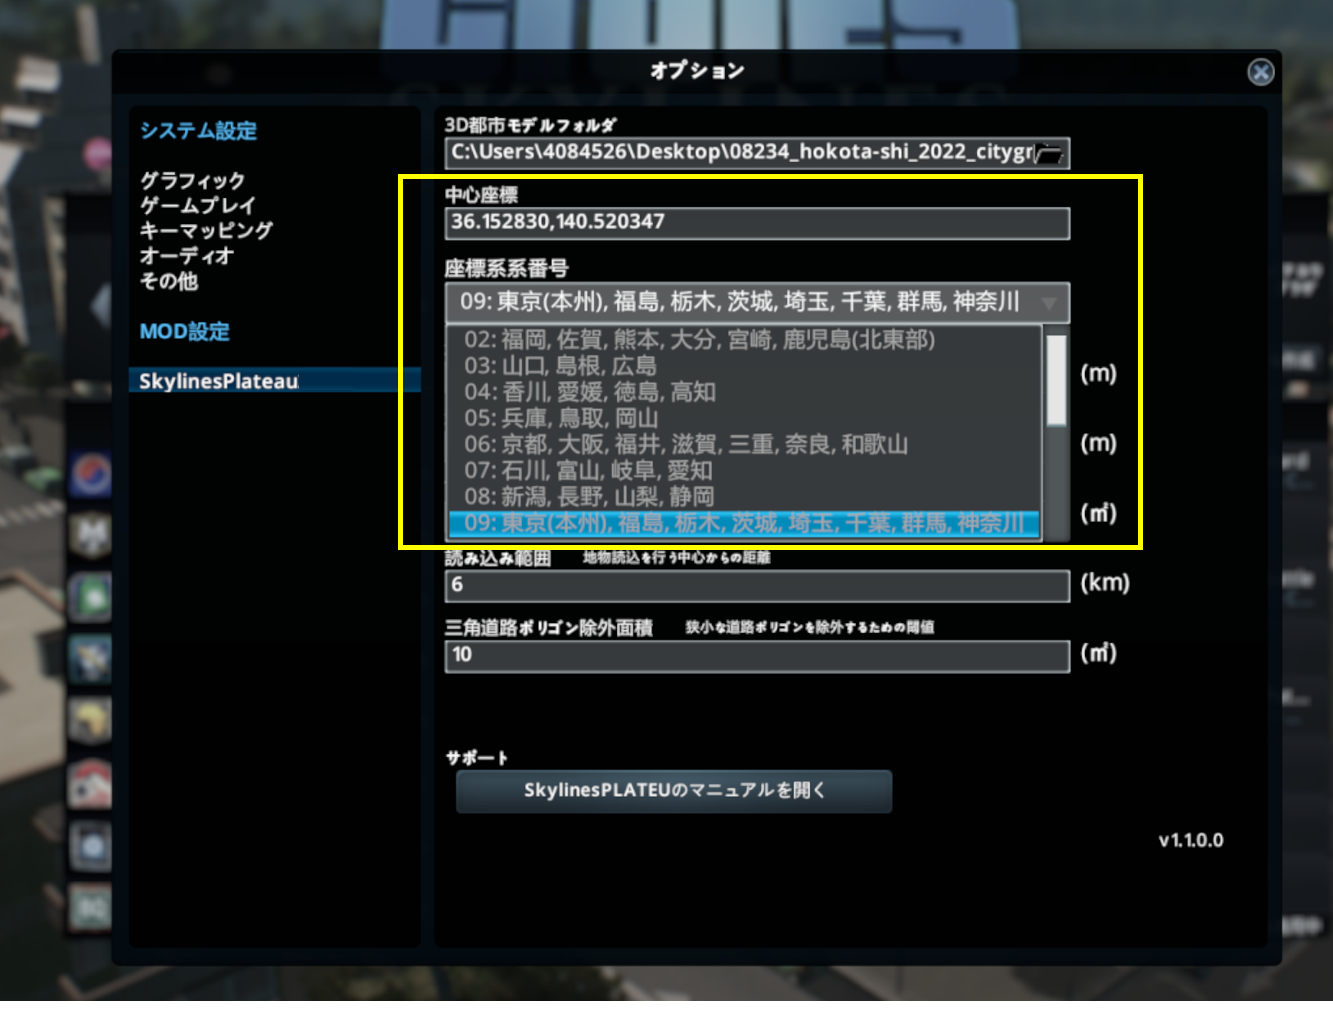 オプション
システム設定
グラフィック
ゲームプレイ
キーマッピング
オーディオ
その他
MOD設定
SkylinesPlateau
3D都市モデルフォルダ
C:\Users\4084526\Desktop\08234_hokota-shi_2022_citygr
中心座標
36.152830,140.520347
座標系系番号
09: 東京(本州), 福島, 栃木, 茨城, 埼玉, 千葉, 群馬, 神奈川
02: 福岡, 佐賀, 熊本, 大分, 宮崎, 鹿児島(北東部)
03: 山口, 島根, 広島
04: 香川, 愛媛, 徳島, 高知
05: 兵庫, 鳥取, 岡山
06: 京都, 大阪, 福井, 滋賀, 三重, 奈良, 和歌山
07: 石川, 富山, 岐阜, 愛知
08: 新潟, 長野, 山梨, 静岡
09: 東京(本州), 福島, 栃木, 茨城, 埼玉, 千葉, 群馬, 神奈川
(m)
(m)
(㎡)
読み込み範囲 地物読込を行う中心からの距離
6 (km)
三角道路ポリゴン除外面積 狭小な道路ポリゴンを除外するための閾値
10 (㎡)
サポート
SkylinesPLATEUのマニュアルを開く
v1.1.0.0